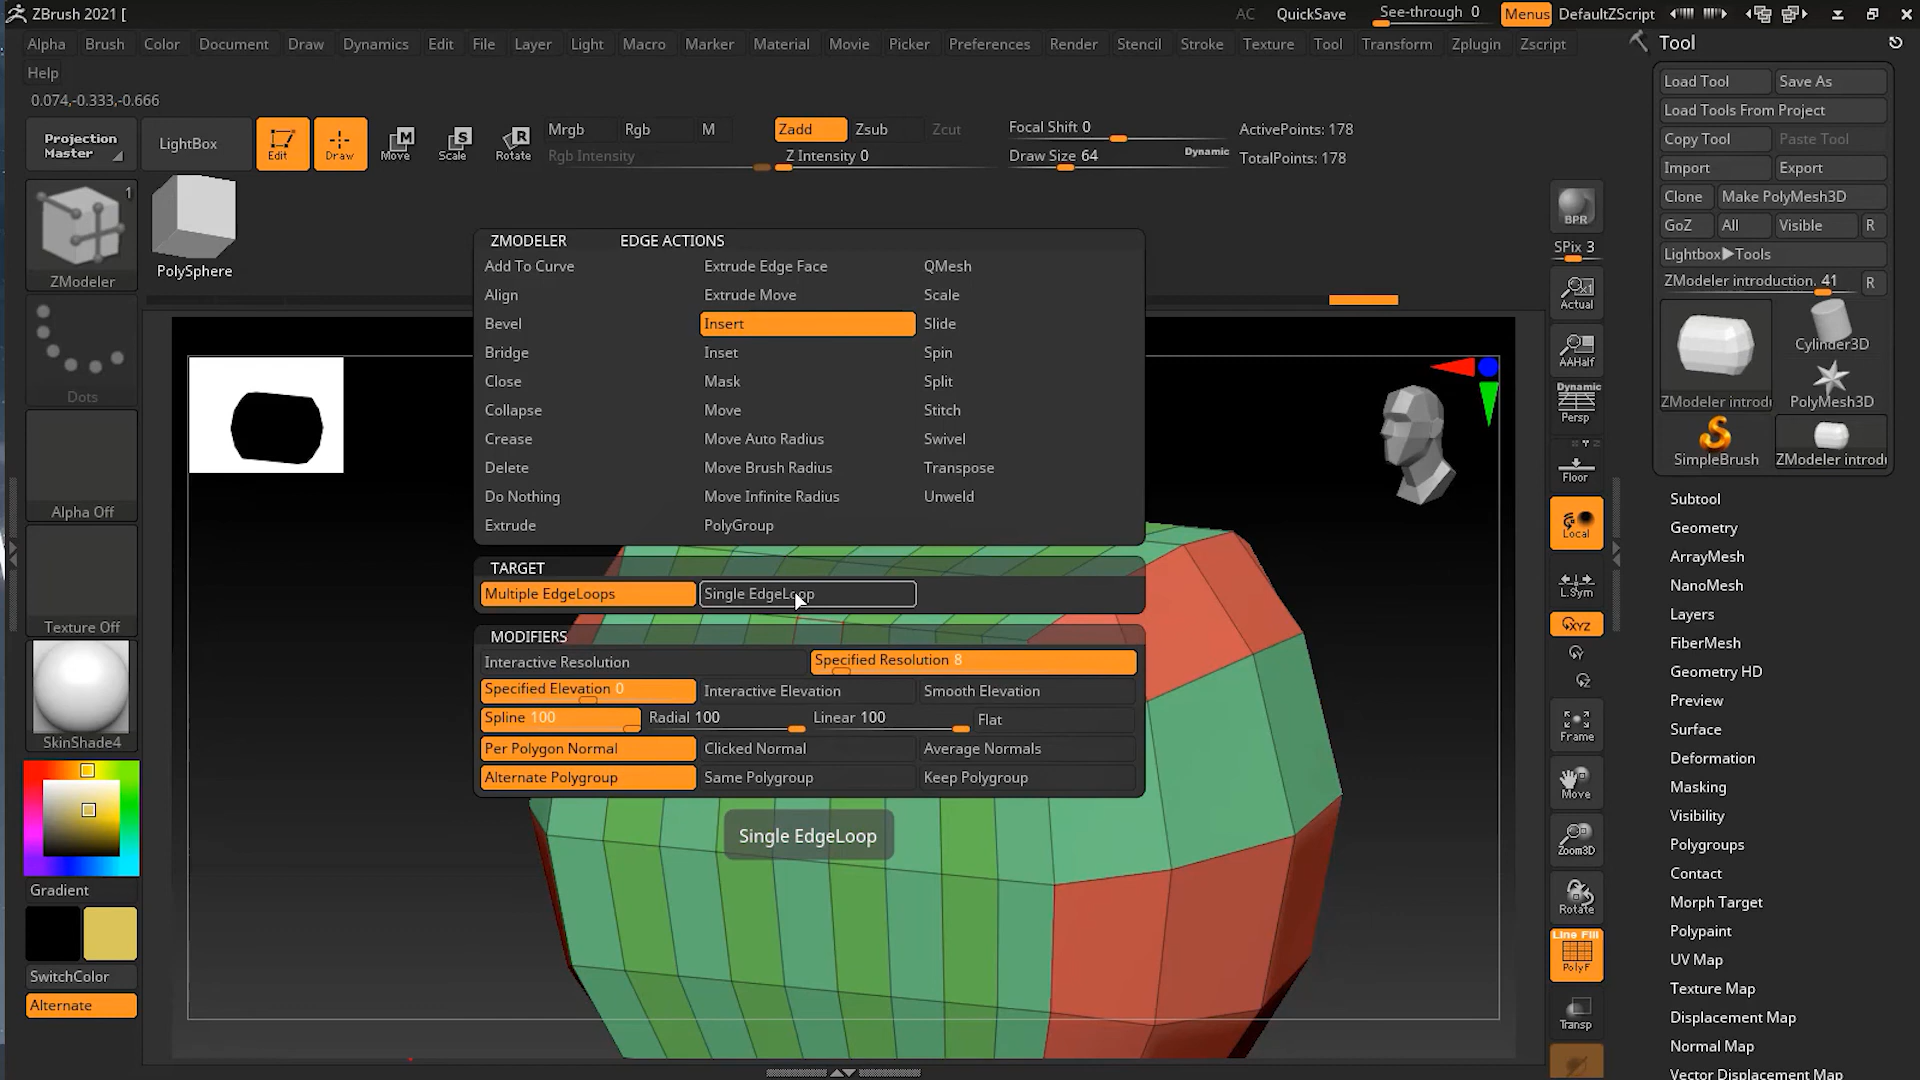 ZBrush 2021 [
AC QuickSave See-through 0 Menus DefaultZScript
Alpha Brush Color Document Draw Dynamics Edit File Layer Light Macro Marker Material Movie Picker Preferences Render Stencil Stroke Texture Tool Transform Zplugin Zscript
Help
0.074,-0.333,-0.666
Projection Master
LightBox
Edit
Draw
Move
Scale
Rotate
M
S
R
Mrgb Rgb M
Rgb Intensity
Zadd Zsub Zcut
Z Intensity 0
Focal Shift 0
Draw Size 64 Dynamic
ActivePoints: 178
TotalPoints: 178
1
ZModeler
PolySphere
Dots
Alpha Off
Texture Off
SkinShade4
Gradient
SwitchColor
Alternate
ZMODELER EDGE ACTIONS
Add To Curve Extrude Edge Face QMesh
Align Extrude Move Scale
Bevel Insert Slide
Bridge Inset Spin
Close Mask Split
Collapse Move Stitch
Crease Move Auto Radius Swivel
Delete Move Brush Radius Transpose
Do Nothing Move Infinite Radius Unweld
Extrude PolyGroup
TARGET
Multiple EdgeLoops Single EdgeLoop
MODIFIERS
Interactive Resolution Specified Resolution 8
Specified Elevation 0 Interactive Elevation Smooth Elevation
Spline 100 Radial 100 Linear 100 Flat
Per Polygon Normal Clicked Normal Average Normals
Alternate Polygroup Same Polygroup Keep Polygroup
Single EdgeLoop
BPR
SPix 3
Actual
AAHalf
Dynamic
Persp
Floor
Local
L.Sym
XYZ
Frame
Move
Zoom3D
Rotate
Line Fill
PolyF
Transp
Tool
Load Tool Save As
Load Tools From Project
Copy Tool Paste Tool
Import Export
Clone Make PolyMesh3D
GoZ All Visible R
Lightbox▶Tools
ZModeler introduction. 41 R
ZModeler introdu
Cylinder3D
PolyMesh3D
SimpleBrush
ZModeler introdu
Subtool
Geometry
ArrayMesh
NanoMesh
Layers
FiberMesh
Geometry HD
Preview
Surface
Deformation
Masking
Visibility
Polygroups
Contact
Morph Target
Polypaint
UV Map
Texture Map
Displacement Map
Normal Map
Vector Displacement Map